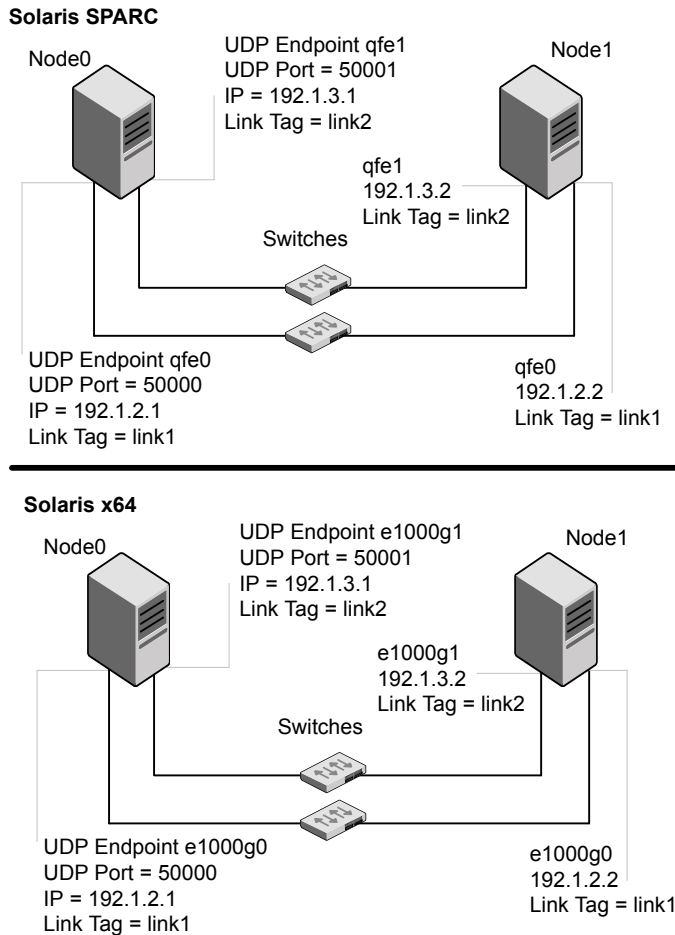 Solaris SPARC
Node0
UDP Endpoint qfe1
UDP Port = 50001
IP = 192.1.3.1
Link Tag = link2
Node1
qfe1
192.1.3.2
Link Tag = link2
Switches
UDP Endpoint qfe0
UDP Port = 50000
IP = 192.1.2.1
Link Tag = link1
qfe0
192.1.2.2
Link Tag = link1
Solaris x64
Node0
UDP Endpoint e1000g1
UDP Port = 50001
IP = 192.1.3.1
Link Tag = link2
Node1
e1000g1
192.1.3.2
Link Tag = link2
Switches
UDP Endpoint e1000g0
UDP Port = 50000
IP = 192.1.2.1
Link Tag = link1
e1000g0
192.1.2.2
Link Tag = link1